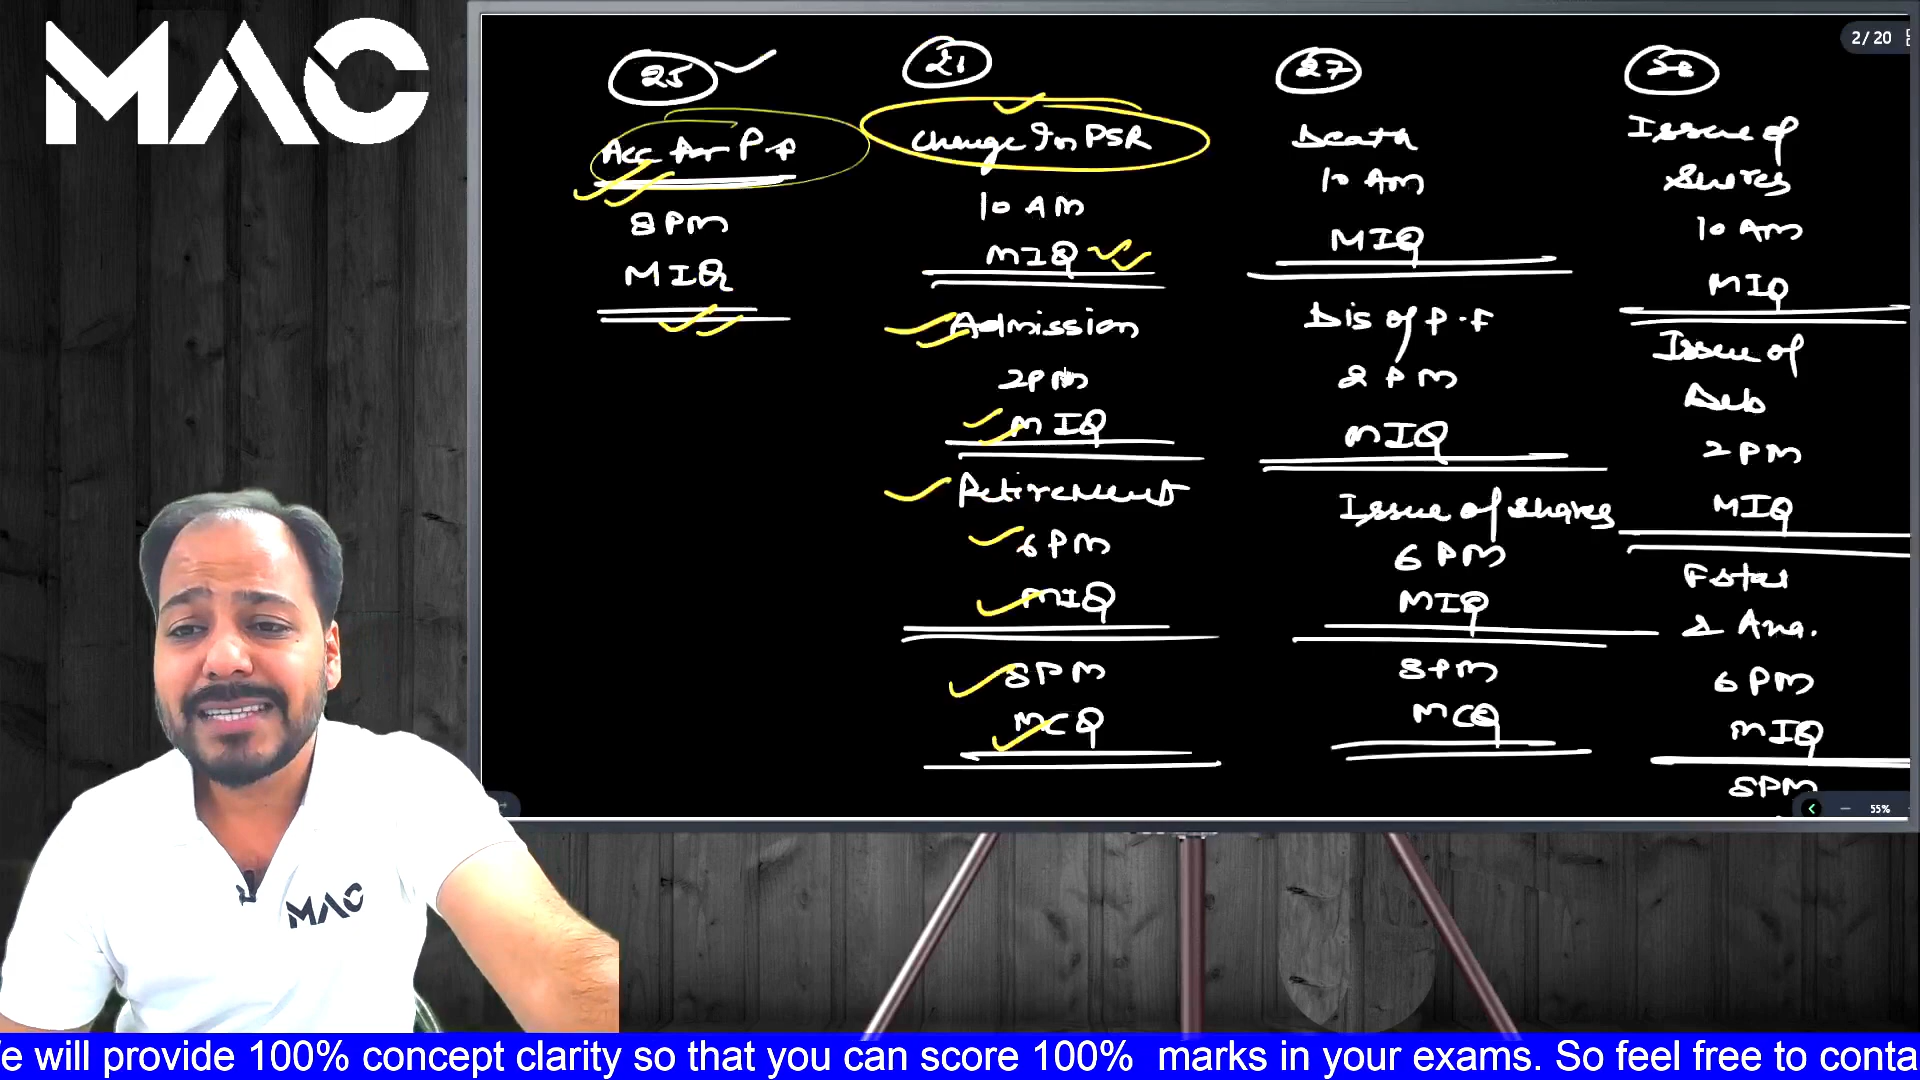 MAC
2/20
25
Acc for P.f
8 PM
MIQ
21
Change In PSR
10 AM
MIQ
Admission
2 PM
MIQ
Retirement
6 PM
MIQ
8 PM
MCQ
27
Death
10 AM
MIQ
Dis of P.F
2 PM
MIQ
Issue of shares
6 PM
MIQ
8 PM
MCQ
Issue of
Shares
10 AM
MIQ
Issue of
Deb
2 PM
MIQ
& Ana.
6 PM
MIQ
8 PM
55%
MAC
e will provide 100% concept clarity so that you can score 100% marks in your exams. So feel free to conta